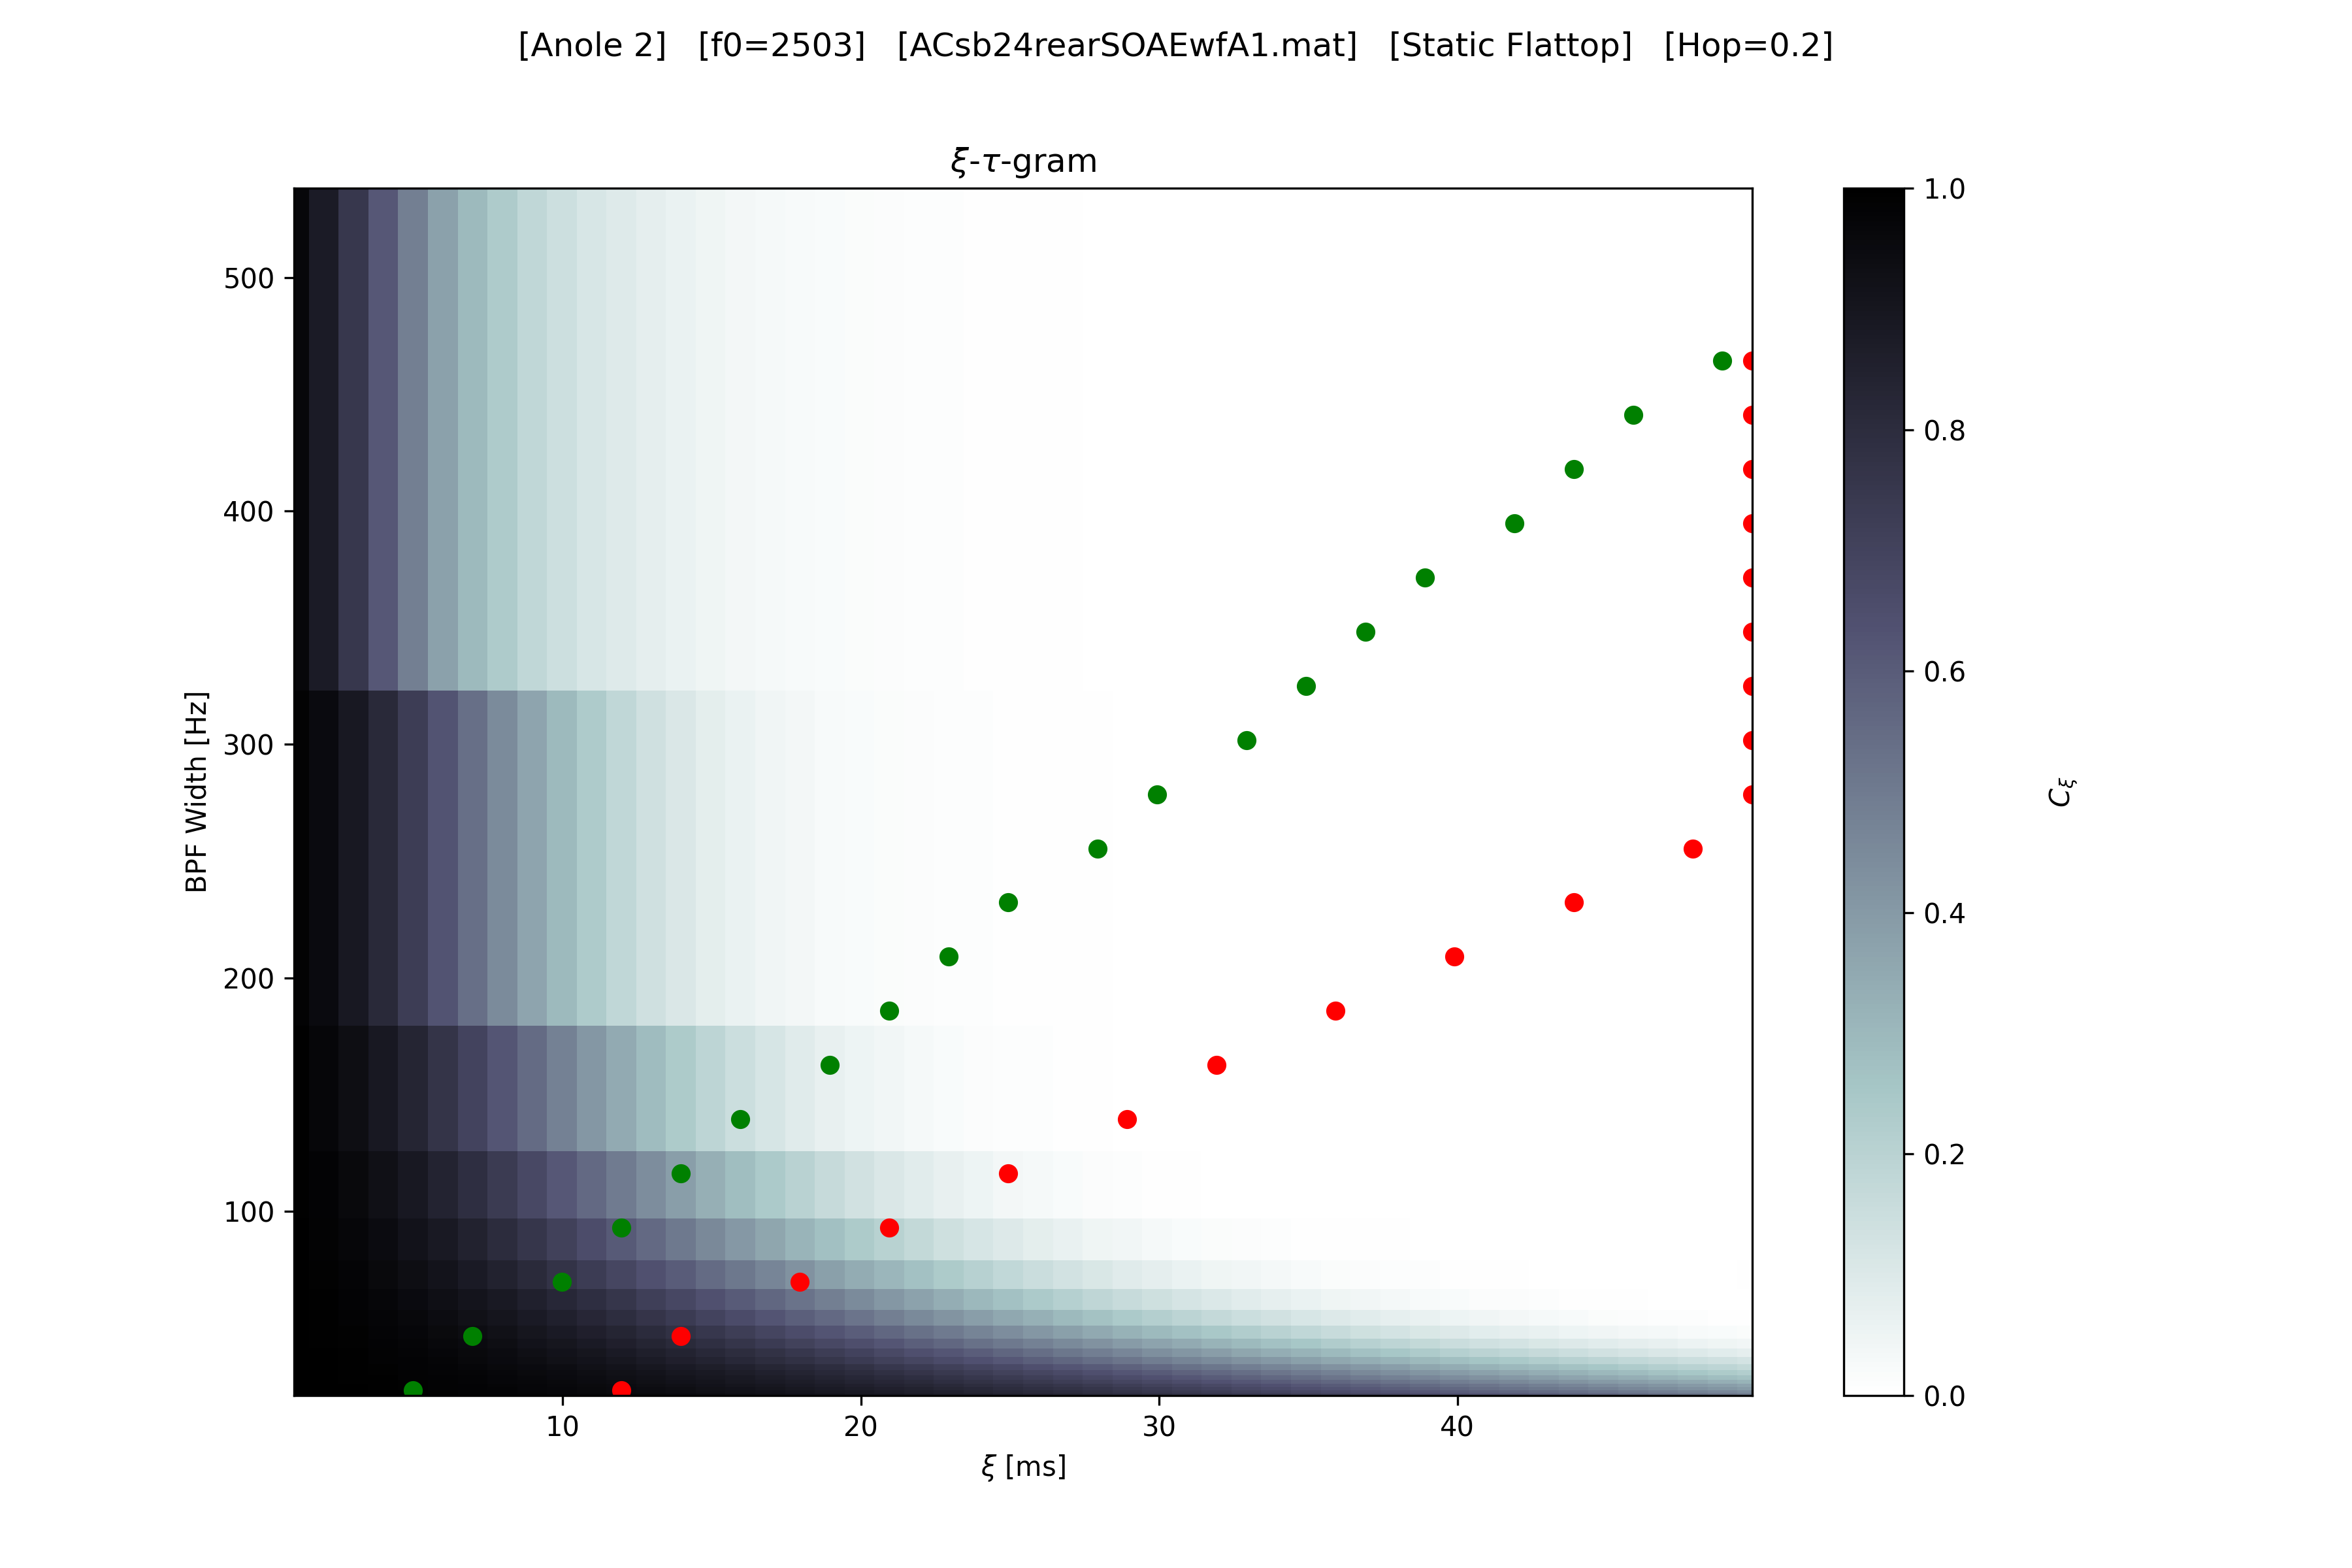 [Anole 2]   [f0=2503]   [ACsb24rearSOAEwfA1.mat]   [Static Flattop]   [Hop=0.2]
ξ-τ-gram
BPF Width [Hz]
500
400
300
200
100
10 20 30 40
ξ [ms]
1.0
0.8
0.6
0.4
0.2
0.0
Cξ